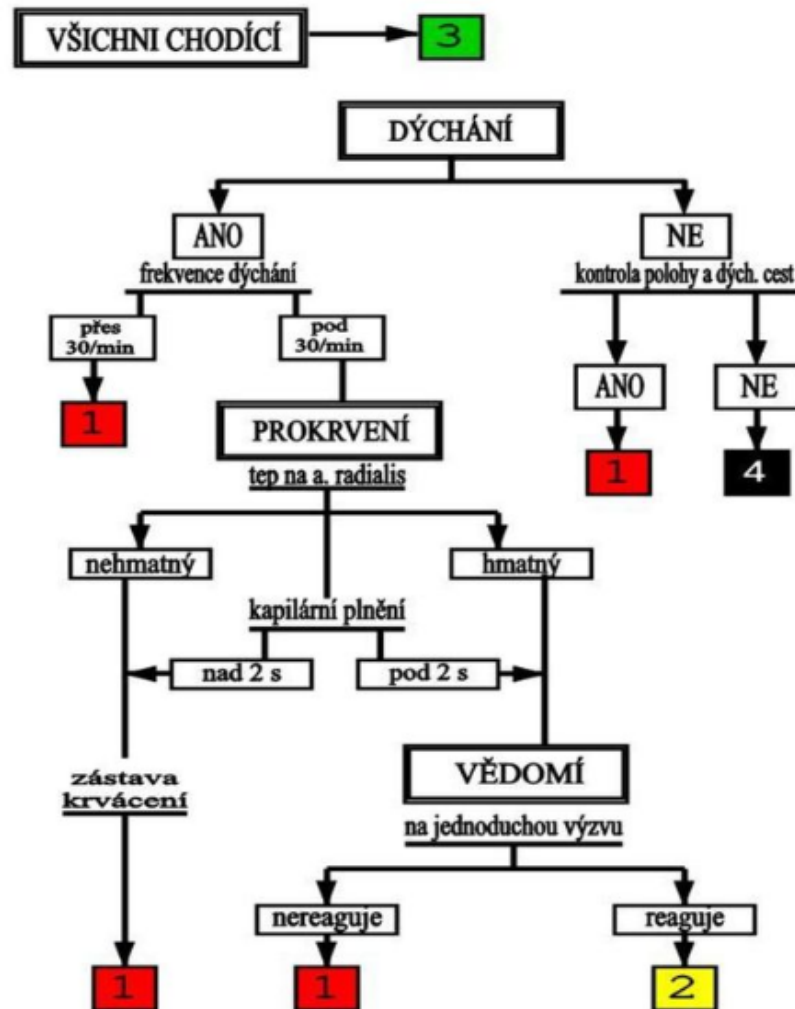 VŠICHNI CHODÍCÍ
3
DÝCHÁNÍ
ANO
NE
frekvence dýchání
kontrola polohy a dých. cest
přes
30/min
pod
30/min
ANO
NE
1
PROKRVENÍ
1
4
tep na a. radialis
nehmatný
hmatný
kapilární plnění
nad 2 s
pod 2 s
zástava
krvácení
VĚDOMÍ
na jednoduchou výzvu
nereaguje
reaguje
1
1
2